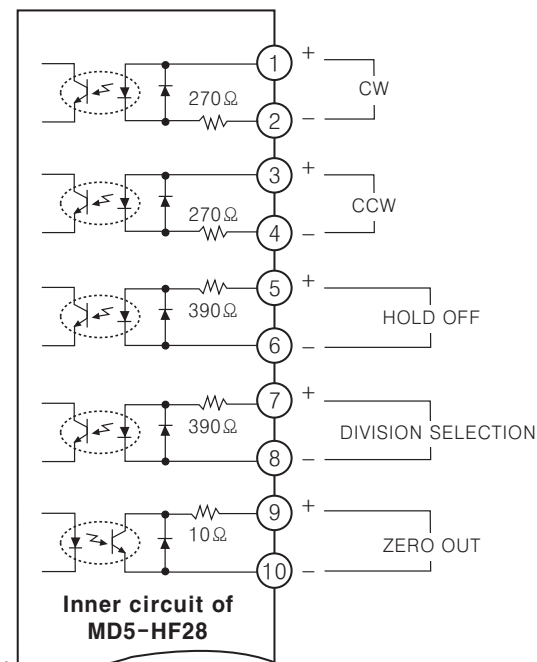 1 +
CW
270Ω
2 −
3 +
CCW
270Ω
4 −
5 +
390Ω
HOLD OFF
6 −
7 +
390Ω
DIVISION SELECTION
8 −
9 +
10Ω
ZERO OUT
10 −
Inner circuit of
MD5-HF28